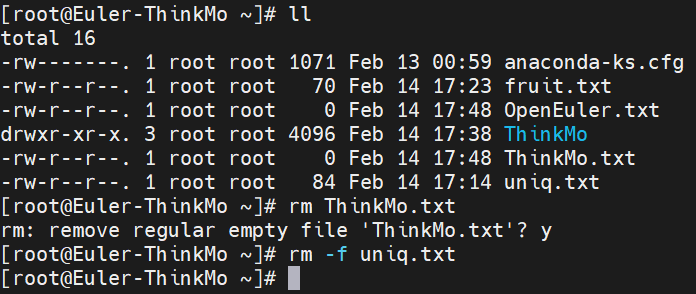 [root@Euler-ThinkMo ~]# ll
total 16
-rw-------. 1 root root 1071 Feb 13 00:59 anaconda-ks.cfg
-rw-r--r--. 1 root root   70 Feb 14 17:23 fruit.txt
-rw-r--r--. 1 root root    0 Feb 14 17:48 OpenEuler.txt
drwxr-xr-x. 3 root root 4096 Feb 14 17:38 ThinkMo
-rw-r--r--. 1 root root    0 Feb 14 17:48 ThinkMo.txt
-rw-r--r--. 1 root root   84 Feb 14 17:14 uniq.txt
[root@Euler-ThinkMo ~]# rm ThinkMo.txt
rm: remove regular empty file 'ThinkMo.txt'? y
[root@Euler-ThinkMo ~]# rm -f uniq.txt
[root@Euler-ThinkMo ~]#